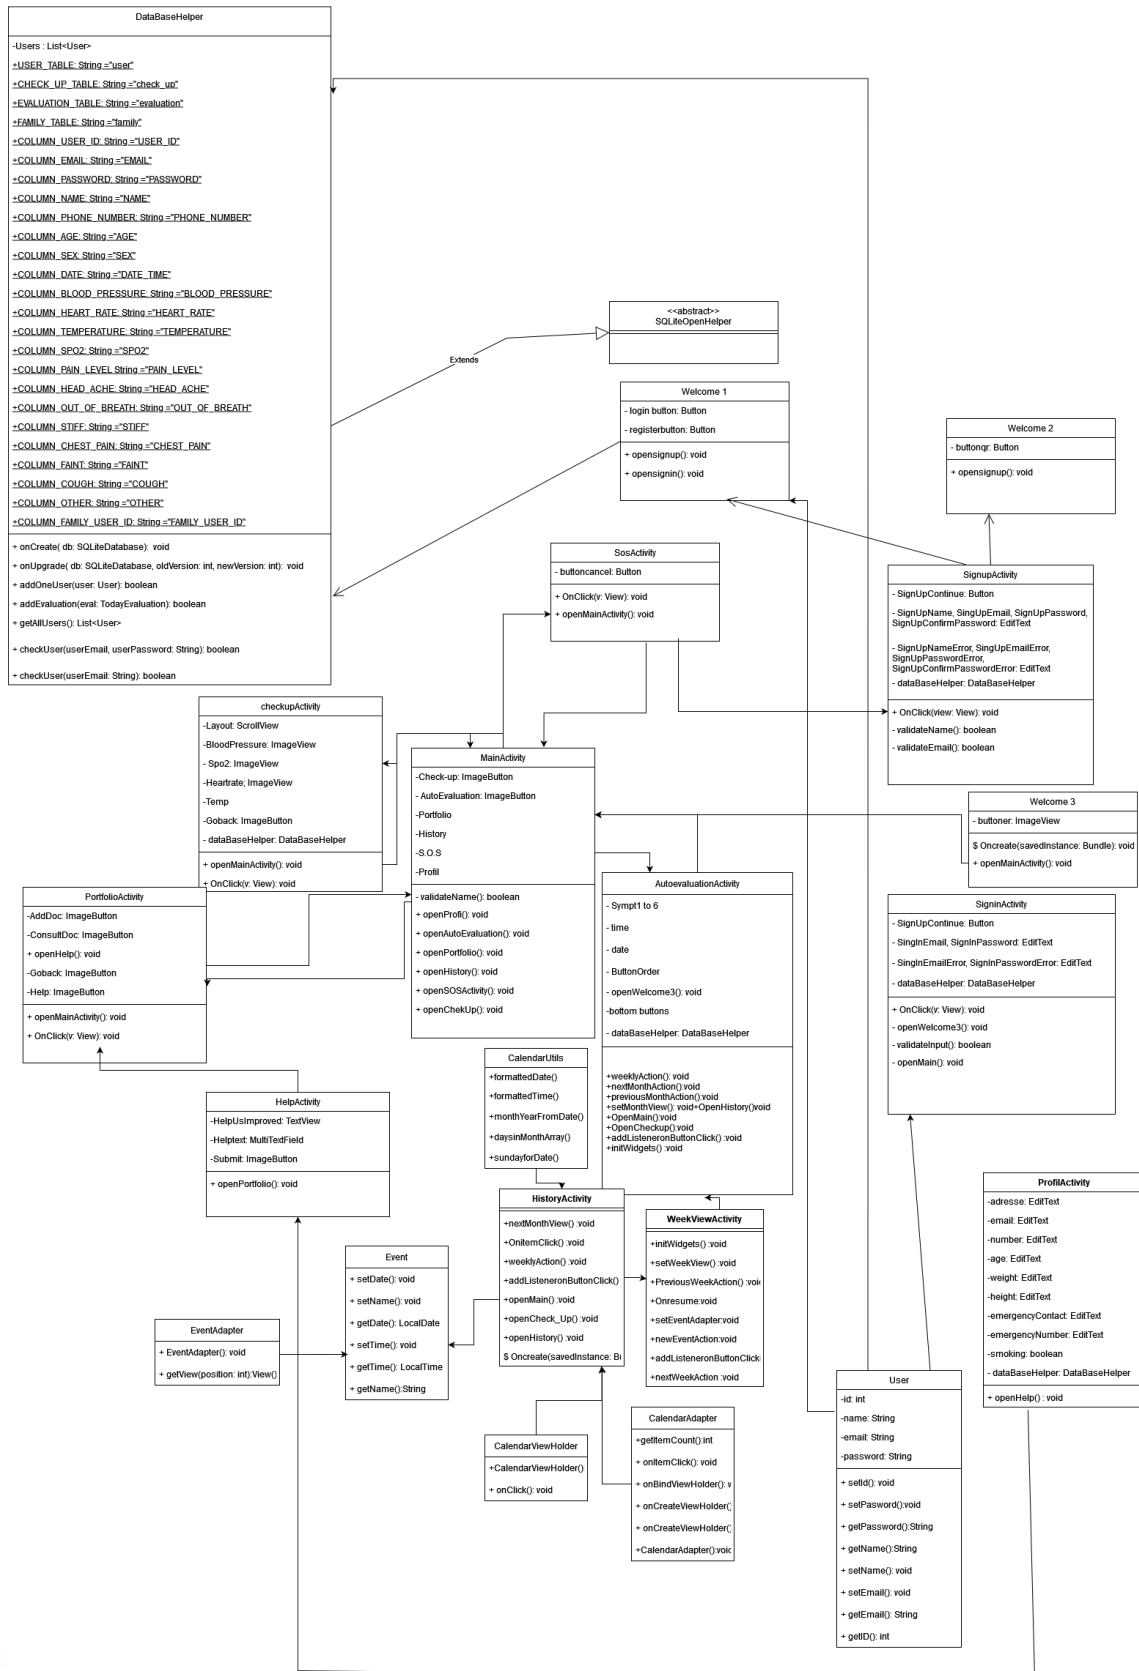 DataBaseHelper
-Users : List<User>
+USER_TABLE: String ="user"
+CHECK_UP_TABLE: String ="check_up"
+EVALUATION_TABLE: String ="evaluation"
+FAMILY_TABLE: String ="family"
+COLUMN_USER_ID: String ="USER_ID"
+COLUMN_EMAIL: String ="EMAIL"
+COLUMN_PASSWORD: String ="PASSWORD"
+COLUMN_NAME: String ="NAME"
+COLUMN_PHONE_NUMBER: String ="PHONE_NUMBER"
+COLUMN_AGE: String ="AGE"
+COLUMN_SEX: String ="SEX"
+COLUMN_DATE: String ="DATE_TIME"
+COLUMN_BLOOD_PRESSURE: String ="BLOOD_PRESSURE"
+COLUMN_HEART_RATE: String ="HEART_RATE"
+COLUMN_TEMPERATURE: String ="TEMPERATURE"
+COLUMN_SPO2: String ="SPO2"
+COLUMN_PAIN_LEVEL String ="PAIN_LEVEL"
+COLUMN_HEAD_ACHE: String ="HEAD_ACHE"
+COLUMN_OUT_OF_BREATH: String ="OUT_OF_BREATH"
+COLUMN_STIFF: String ="STIFF"
+COLUMN_CHEST_PAIN: String ="CHEST_PAIN"
+COLUMN_FAINT: String ="FAINT"
+COLUMN_COUGH: String ="COUGH"
+COLUMN_OTHER: String ="OTHER"
+COLUMN_FAMILY_USER_ID: String ="FAMILY_USER_ID"
+ onCreate( db: SQLiteDatabase): void
+ onUpgrade( db: SQLiteDatabase, oldVersion: int, newVersion: int): void
+ addOneUser(user: User): boolean
+ addEvaluation(eval: TodayEvaluation): boolean
+ getAllUsers(): List<User>
+ checkUser(userEmail, userPassword: String): boolean
+ checkUser(userEmail: String): boolean
<<abstract>>
SQLiteOpenHelper
Extends
Welcome 1
- login button: Button
- registerbutton: Button
+ opensignup(): void
+ opensignin(): void
Welcome 2
- buttonqr: Button
+ opensignup(): void
SosActivity
- buttoncancel: Button
+ OnClick(v: View): void
+ openMainActivity(): void
SignupActivity
- SignUpContinue: Button
- SignUpName, SingUpEmail, SignUpPassword,
SignUpConfirmPassword: EditText
- SignUpNameError, SingUpEmailError,
SignUpPasswordError,
SignUpConfirmPasswordError: EditText
- dataBaseHelper: DataBaseHelper
+ OnClick(view: View): void
- validateName(): boolean
- validateEmail(): boolean
checkupActivity
-Layout: ScrollView
-BloodPressure: ImageView
- Spo2: ImageView
-Heartrate; ImageView
-Temp
-Goback: ImageButton
- dataBaseHelper: DataBaseHelper
+ openMainActivity(): void
+ OnClick(v: View): void
MainActivity
-Check-up: ImageButton
- AutoEvaluation: ImageButton
-Portfolio
-History
-S.O.S
-Profil
- validateName(): boolean
+ openProfi(): void
+ openAutoEvaluation(): void
+ openPortfolio(): void
+ openHistory(): void
+ openSOSActivity(): void
+ openChekUp(): void
Welcome 3
- buttoner: ImageView
$ Oncreate(savedInstance: Bundle): void
+ openMainActivity(): void
AutoevaluationActivity
- Sympt1 to 6
- time
- date
- ButtonOrder
- openWelcome3(): void
-bottom buttons
- dataBaseHelper: DataBaseHelper
+weeklyAction(): void
+nextMonthAction():void
+previousMonthAction():void
+setMonthView(): void+OpenHistory()void
+OpenMain():void
+OpenCheckup():void
+addListeneronButtonClick() :void
+initWidgets() :void
PortfolioActivity
-AddDoc: ImageButton
-ConsultDoc: ImageButton
+ openHelp(): void
-Goback: ImageButton
-Help: ImageButton
+ openMainActivity(): void
+ OnClick(v: View): void
SigninActivity
- SignUpContinue: Button
- SingInEmail, SignInPassword: EditText
- SingInEmailError, SignInPasswordError: EditText
- dataBaseHelper: DataBaseHelper
+ OnClick(v: View): void
- openWelcome3(): void
- validateInput(): boolean
- openMain(): void
CalendarUtils
+formattedDate()
+formattedTime()
+monthYearFromDate()
+daysinMonthArray()
+sundayforDate()
HelpActivity
-HelpUsImproved: TextView
-Helptext: MultiTextField
-Submit: ImageButton
+ openPortfolio(): void
ProfilActivity
-adresse: EditText
-email: EditText
-number: EditText
-age: EditText
-weight: EditText
-height: EditText
-emergencyContact: EditText
-emergencyNumber: EditText
-smoking: boolean
- dataBaseHelper: DataBaseHelper
+ openHelp() : void
HistoryActivity
+nextMonthView() :void
+OnitemClick() :void
+weeklyAction() :void
+addListeneronButtonClick()
+openMain() :void
+openCheck_Up() :void
+openHistory() :void
$ Oncreate(savedInstance: Bu
WeekViewActivity
+initWidgets() :void
+setWeekView() :void
+PreviousWeekAction() :voi
+Onresume:void
+setEventAdapter:void
+newEventAction:void
+addListeneronButtonClick
+nextWeekAction :void
Event
+ setDate(): void
+ setName(): void
+ getDate(): LocalDate
+ setTime(): void
+ getTime(): LocalTime
+ getName():String
EventAdapter
+ EventAdapter(): void
+ getView(position: int):View()
User
-id: int
-name: String
-email: String
-password: String
+ setId(): void
+ setPasword():void
+ getPassword():String
+ getName():String
+ setName(): void
+ setEmail(): void
+ getEmail(): String
+ getID(): int
CalendarViewHolder
+CalendarViewHolder()
+ onClick(): void
CalendarAdapter
+getItemCount():int
+ onItemClick(): void
+ onBindViewHolder():
+ onCreateViewHolder()
+ onCreateViewHolder()
+CalendarAdapter():void